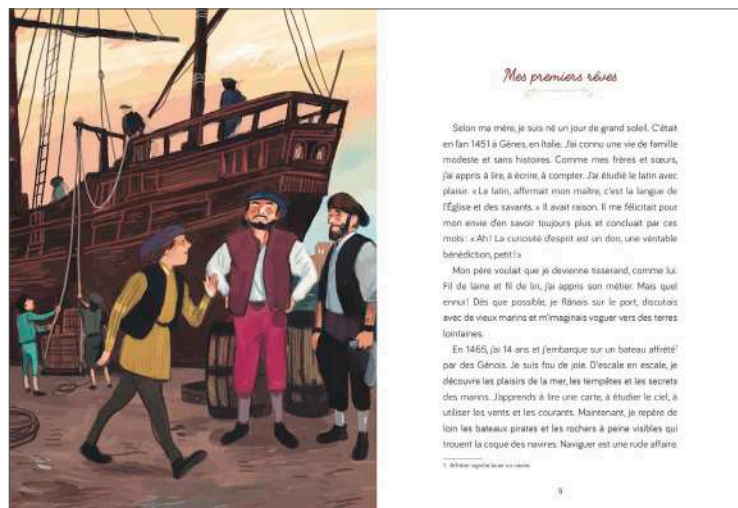 Mes premiers rêves
Selon ma mère, je suis né un jour de grand soleil. C'était
en l'an 1451 à Gênes, en Italie. J'ai connu une vie de famille
modeste et sans histoires. Comme mes frères et sœurs,
j'ai appris à lire, à écrire, à compter. J'ai étudié le latin avec
plaisir. « Le latin, affirmait mon maître, c'est la langue de
l'Église et des savants. » Il avait raison. Il me félicitait pour
mon envie d'en savoir toujours plus et concluait par ces
mots : « Ah ! La curiosité d'esprit est un don, une véritable
bénédiction, petit ! »
Mon père voulait que je devienne tisserand, comme lui.
Fil de laine et fil de lin, j'ai appris son métier. Mais quel
ennui ! Dès que possible, je flânais sur le port, discutais
avec de vieux marins et m'imaginais voguer vers des terres
lointaines.
En 1465, j'ai 14 ans et j'embarque sur un bateau affrété¹
par des Génois. Je suis fou de joie. D'escale en escale, je
découvre les plaisirs de la mer, les tempêtes et les secrets
des marins. J'apprends à lire une carte, à étudier le ciel, à
utiliser les vents et les courants. Maintenant, je repère de
loin les bateaux pirates et les rochers à peine visibles qui
trouent la coque des navires. Naviguer est une rude affaire.
1. Affréter signifie louer un navire.
9